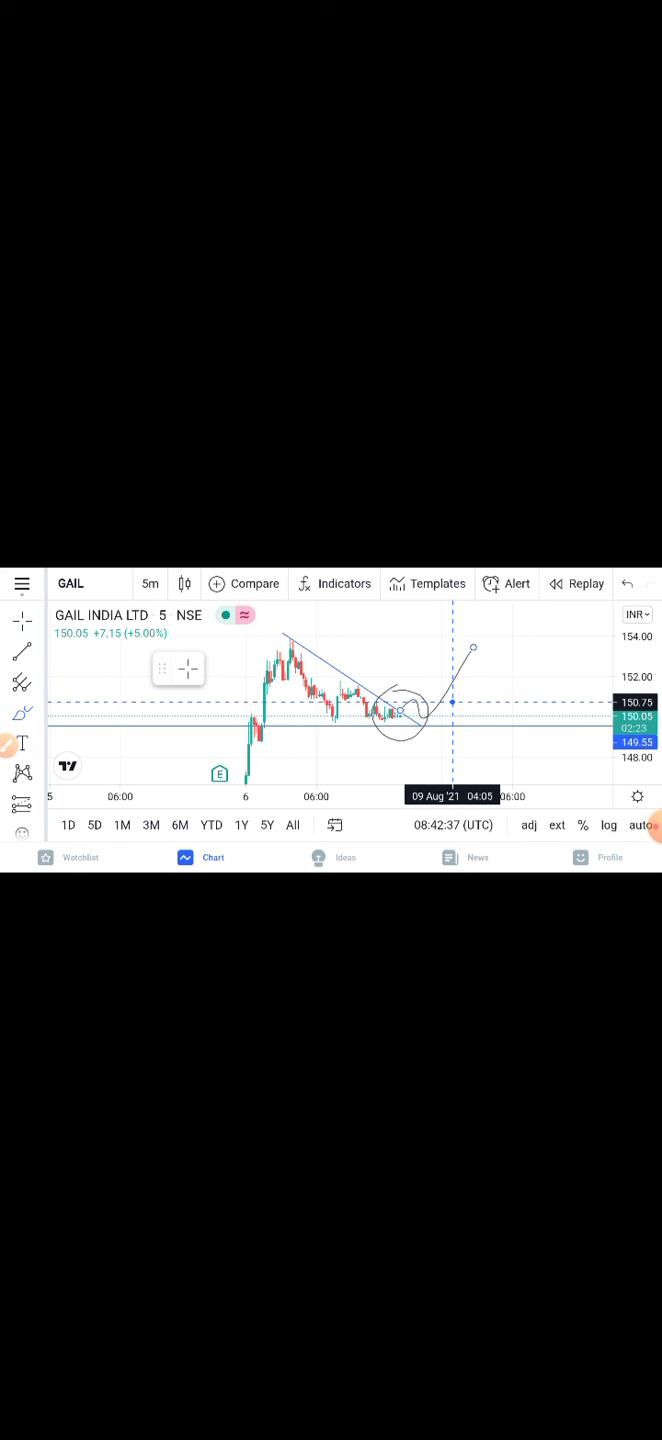 GAIL 5m Compare Indicators Templates Alert Replay
GAIL INDIA LTD · 5 · NSE
INR
150.05 +7.15 (+5.00%)
154.00
152.00
150.75
150.05
02:23
149.55
148.00
T
E
5 06:00 6 06:00 09 Aug '21 04:05 06:00
1D 5D 1M 3M 6M YTD 1Y 5Y All 08:42:37 (UTC) adj ext % log auto
Watchlist Chart Ideas News Profile